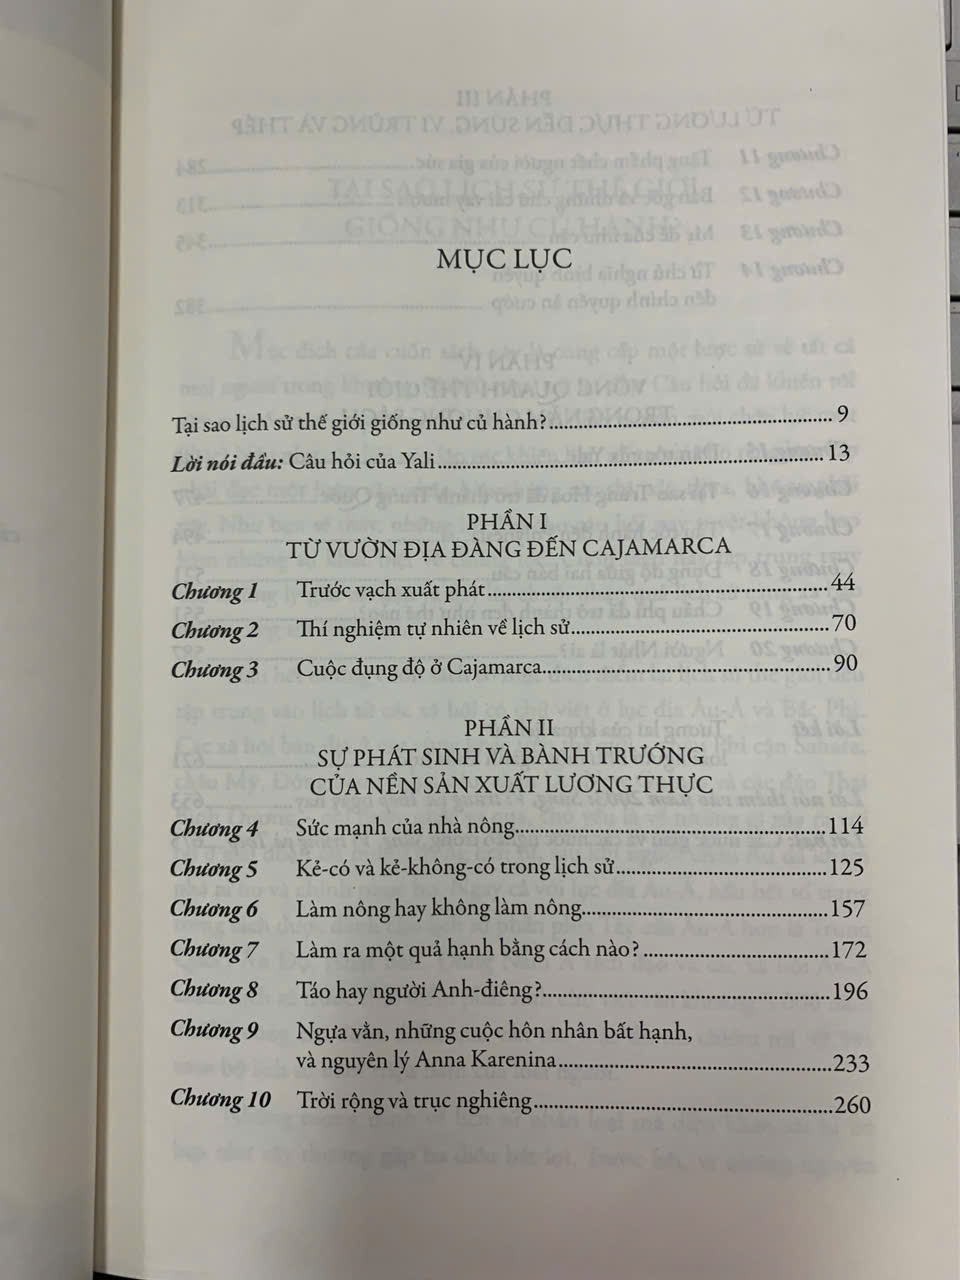 MỤC LỤC
Tại sao lịch sử thế giới giống như củ hành?.......... 9
Lời nói đầu: Câu hỏi của Yali.......... 13
PHẦN I
TỪ VƯỜN ĐỊA ĐÀNG ĐẾN CAJAMARCA
Chương 1 Trước vạch xuất phát.......... 44
Chương 2 Thí nghiệm tự nhiên về lịch sử.......... 70
Chương 3 Cuộc đụng độ ở Cajamarca.......... 90
PHẦN II
SỰ PHÁT SINH VÀ BÀNH TRƯỚNG
CỦA NỀN SẢN XUẤT LƯƠNG THỰC
Chương 4 Sức mạnh của nhà nông.......... 114
Chương 5 Kẻ-có và kẻ-không-có trong lịch sử.......... 125
Chương 6 Làm nông hay không làm nông.......... 157
Chương 7 Làm ra một quả hạnh bằng cách nào?.......... 172
Chương 8 Táo hay người Anh-điêng?.......... 196
Chương 9 Ngựa vằn, những cuộc hôn nhân bất hạnh,
và nguyên lý Anna Karenina.......... 233
Chương 10 Trời rộng và trục nghiêng.......... 260